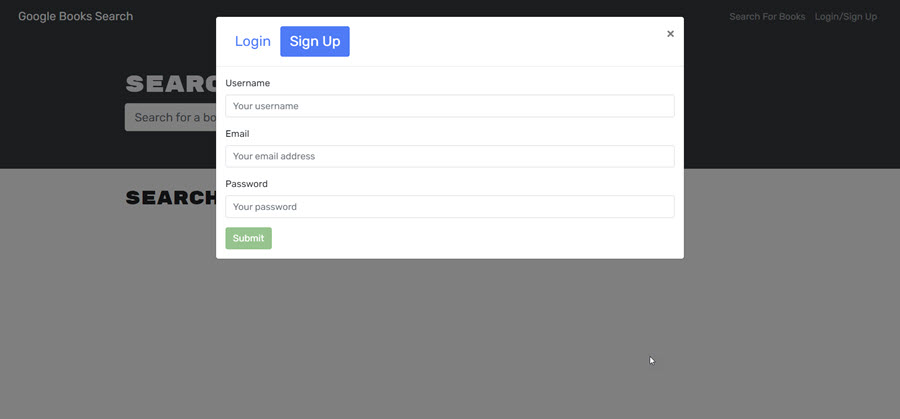 Google Books Search
Search For Books Login/Sign Up
Login Sign Up ×
SEARC
Search for a bo
Username
Your username
Email
Your email address
Password
Your password
SEARCH
Submit